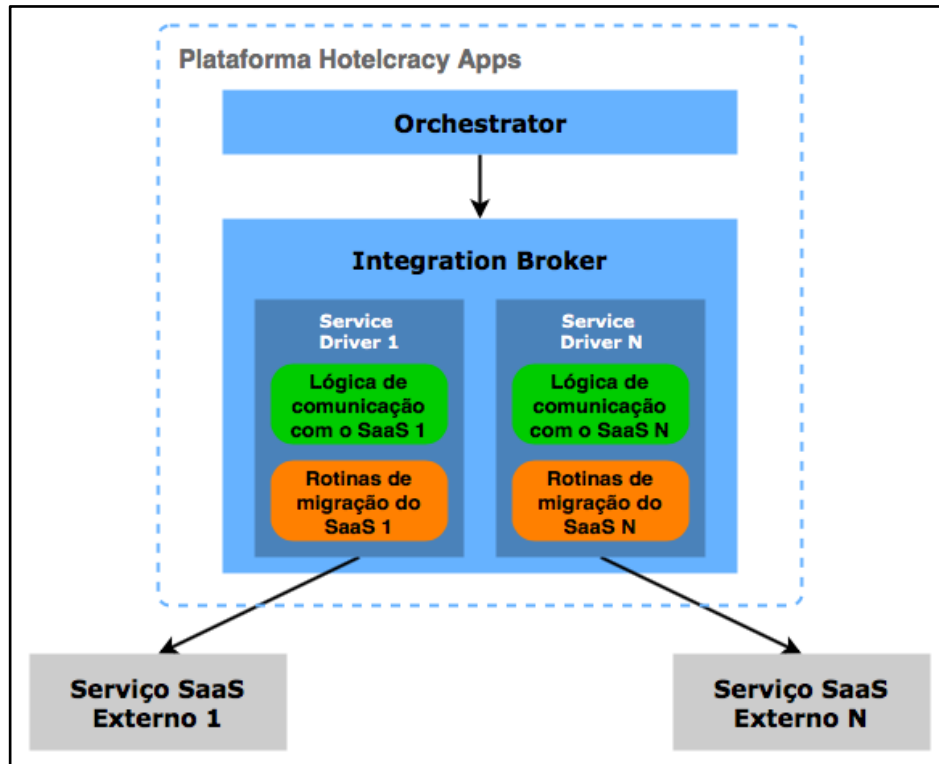 Plataforma Hotelcracy Apps
Orchestrator
Integration Broker
Service
Driver 1
Lógica de
comunicação
com o SaaS 1
Rotinas de
migração do
SaaS 1
Service
Driver N
Lógica de
comunicação
com o SaaS N
Rotinas de
migração do
SaaS N
Serviço SaaS
Externo 1
Serviço SaaS
Externo N